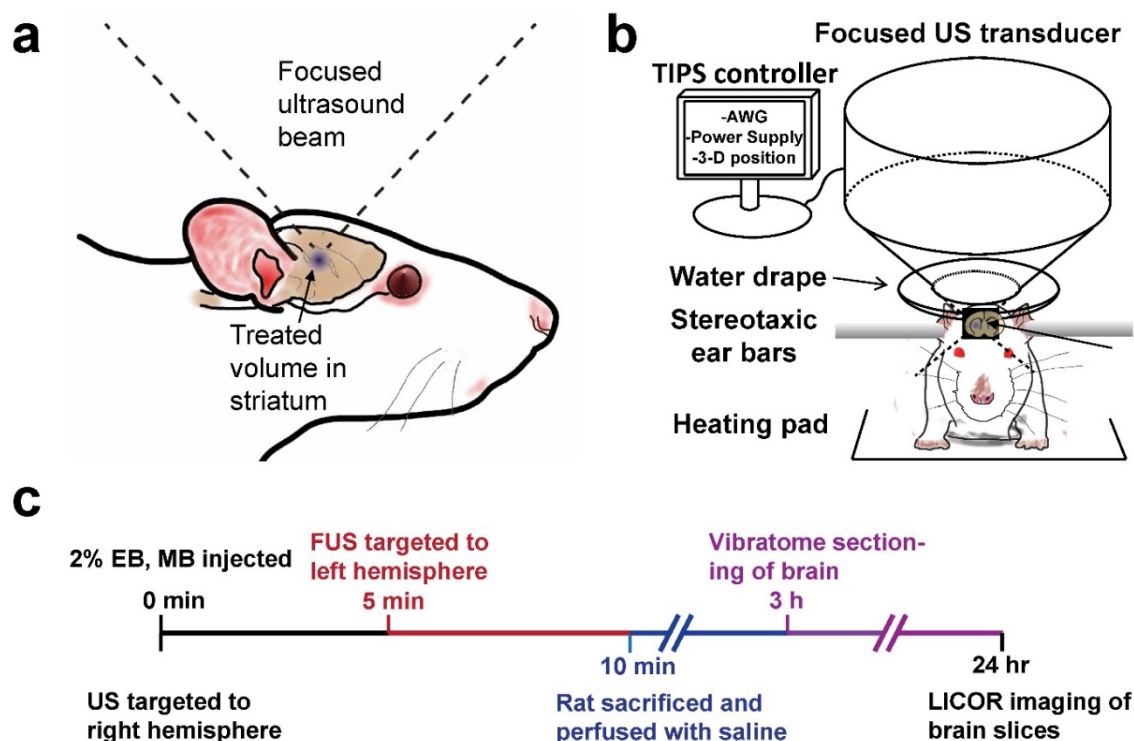 a
Focused
ultrasound
beam
Treated
volume in
striatum
b
Focused US transducer
TIPS controller
-AWG
-Power Supply
-3-D position
Water drape
Stereotaxic
ear bars
Heating pad
c
2% EB, MB injected
0 min
FUS targeted to
left hemisphere
5 min
Vibratome section-
ing of brain
3 h
US targeted to
right hemisphere
10 min
Rat sacrificed and
perfused with saline
24 hr
LICOR imaging of
brain slices